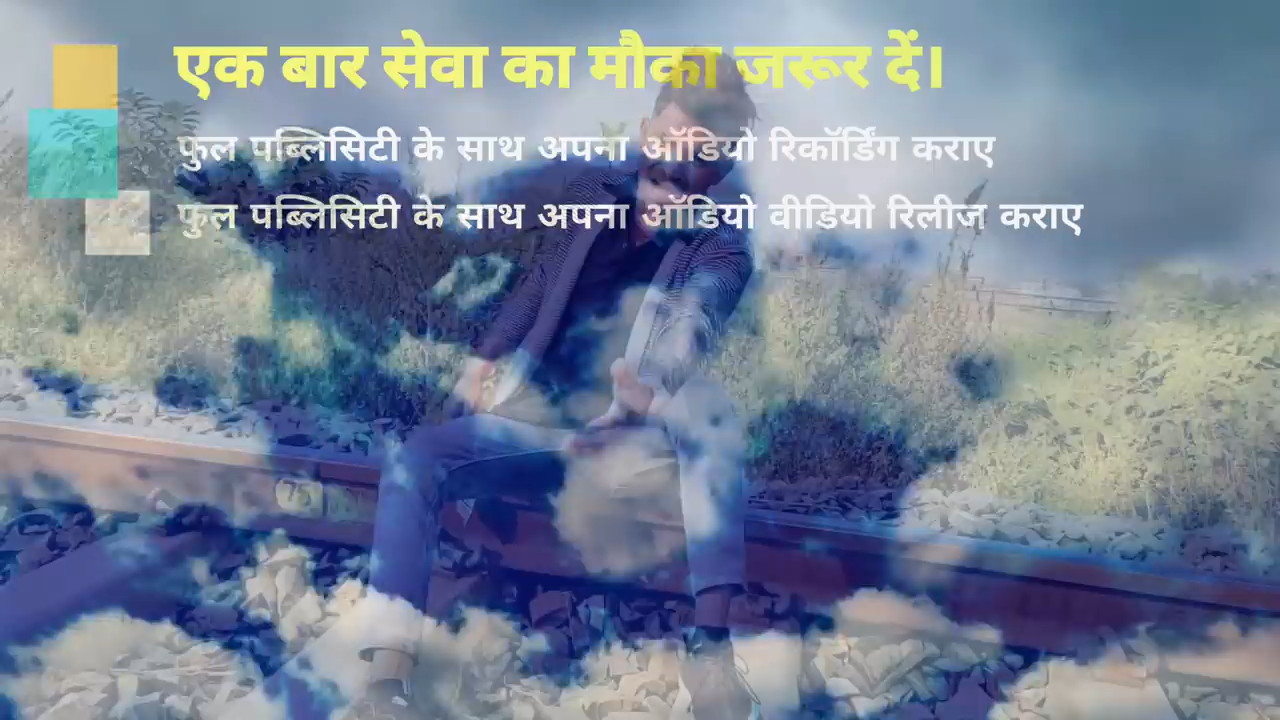 एक बार सेवा का मौका जरूर दें।
फुल पब्लिसिटी के साथ अपना ऑडियो रिकॉर्डिंग कराए
फुल पब्लिसिटी के साथ अपना ऑडियो वीडियो रिलीज कराए